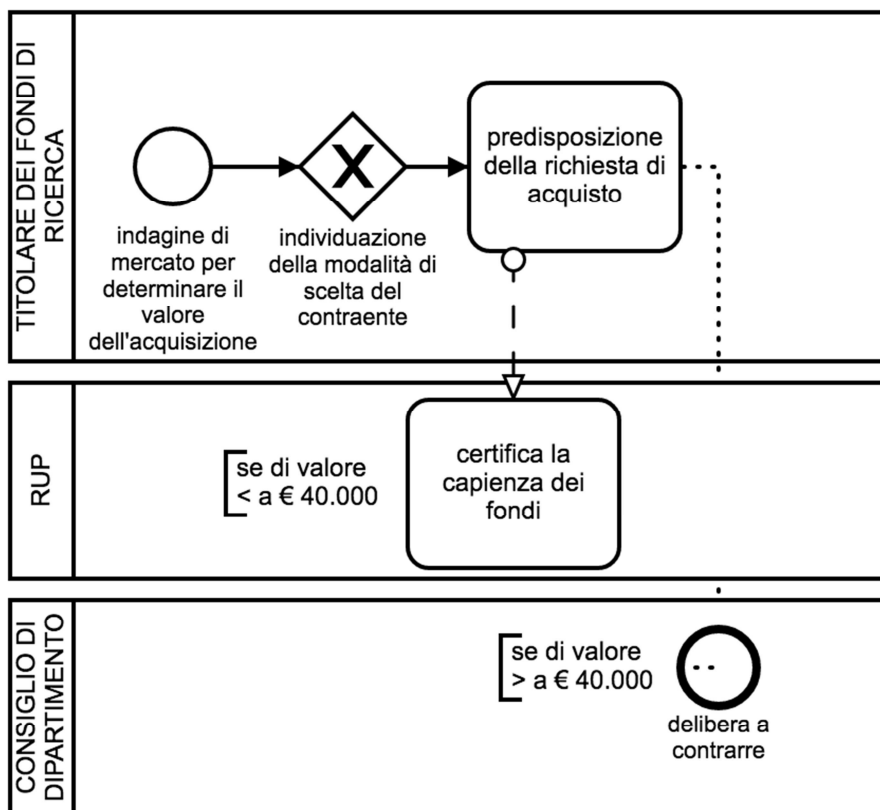 TITOLARE DEI FONDI DI
RICERCA
indagine di
mercato per
determinare il
valore
dell'acquisizione
X
individuazione
della modalità di
scelta del
contraente
predisposizione
della richiesta di
acquisto
RUP
se di valore
< a € 40.000
certifica la
capienza dei
fondi
CONSIGLIO DI
DIPARTIMENTO
se di valore
> a € 40.000
delibera a
contrarre